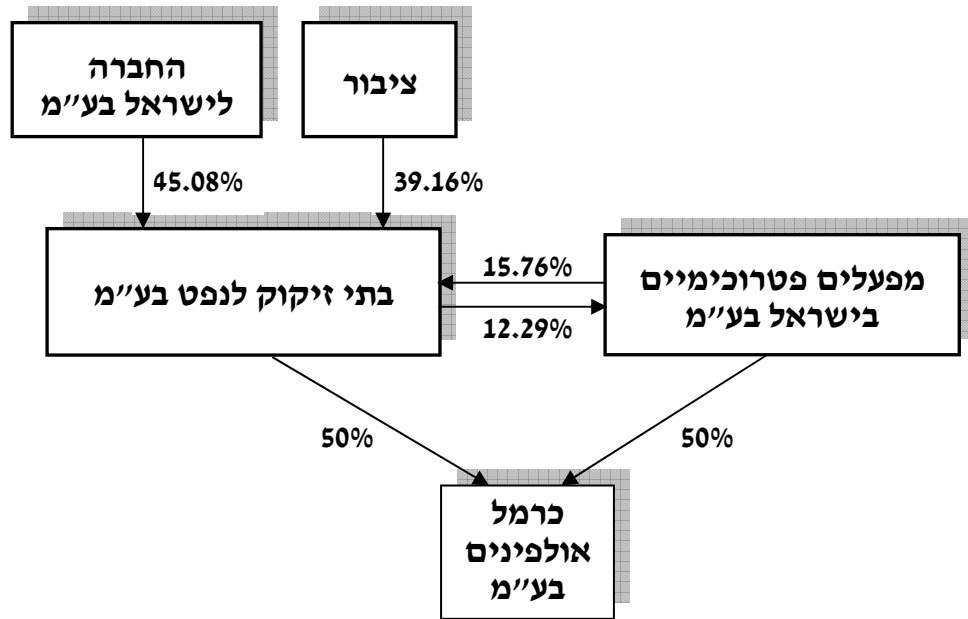 החברה
לישראל בע״מ
ציבור
45.08%
39.16%
בתי זיקוק לנפט בע״מ
15.76%
12.29%
מפעלים פטרוכימיים
בישראל בע״מ
50%
50%
כרמל
אולפינים
בע״מ